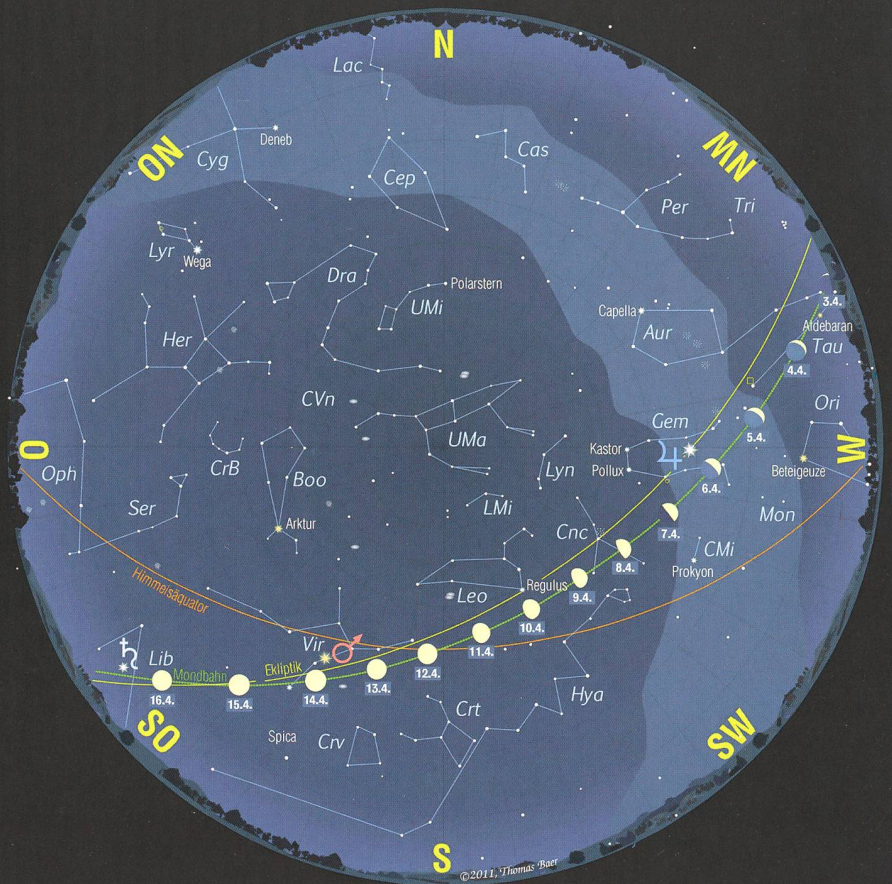 N
Lac
Deneb
Cas
NO
NW
Cyg
Cep
Per
Tri
Lyr
Wega
Dra
Polarstern
UMi
3.4.
Capella
Aldebaran
Her
Aur
Tau
4.4.
CVn
Ori
Gem
UMa
5.4.
O
Kastor
W
CrB
Pollux
Beteigeuze
Oph
Boo
Lyn
6.4.
Ser
LMi
Mon
Arktur
Cnc
7.4.
CMi
8.4.
Prokyon
Himmelsäquator
Regulus
Leo
9.4.
10.4.
Vir
11.4.
Lib
Ekliptik
Mondbahn
12.4.
13.4.
Hya
16.4.
15.4.
14.4.
Crt
SO
Spica
Crv
SW
S
©2011, Thomas Baer